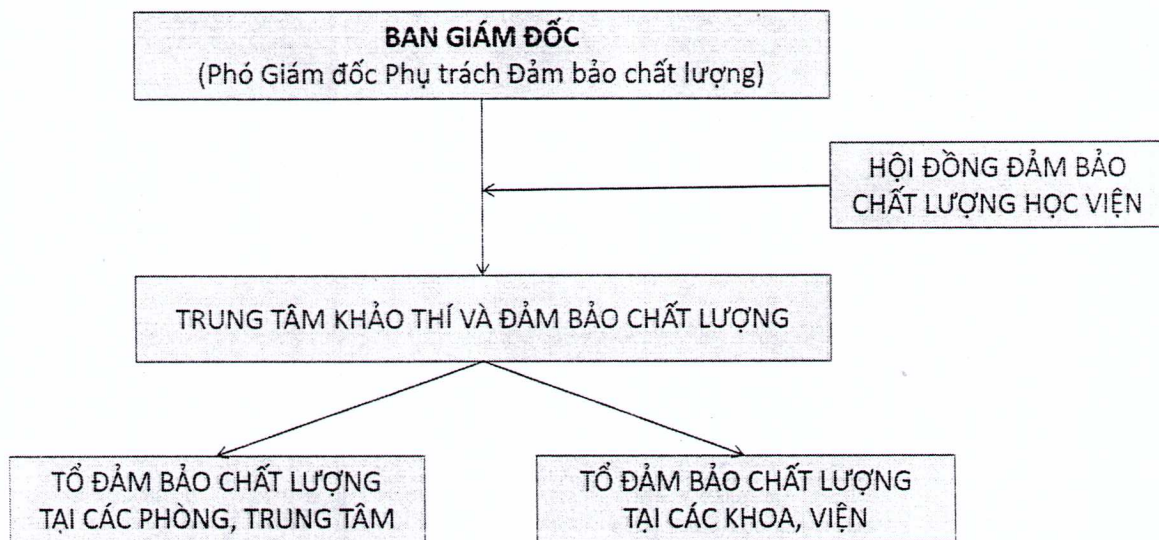 BAN GIÁM ĐỐC
(Phó Giám đốc Phụ trách Đảm bảo chất lượng)
HỘI ĐỒNG ĐẢM BẢO
CHẤT LƯỢNG HỌC VIỆN
TRUNG TÂM KHẢO THÍ VÀ ĐẢM BẢO CHẤT LƯỢNG
TỔ ĐẢM BẢO CHẤT LƯỢNG
TẠI CÁC PHÒNG, TRUNG TÂM
TỔ ĐẢM BẢO CHẤT LƯỢNG
TẠI CÁC KHOA, VIỆN